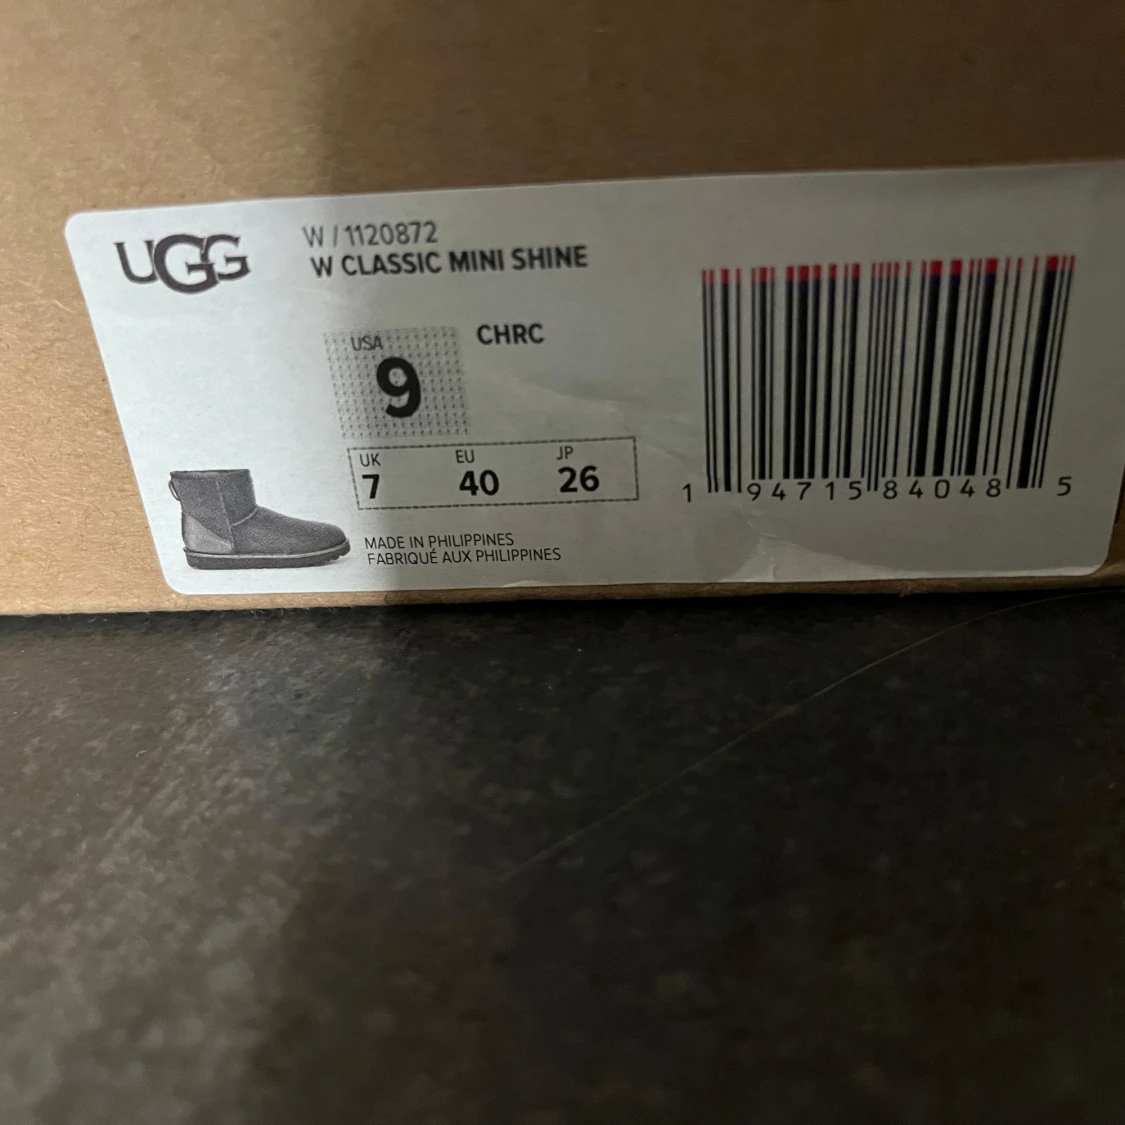 UGG
W / 1120872
W CLASSIC MINI SHINE
CHRC
USA
9
UK EU JP
7 40 26
MADE IN PHILIPPINES
FABRIQUÉ AUX PHILIPPINES
1 94715 84048 5